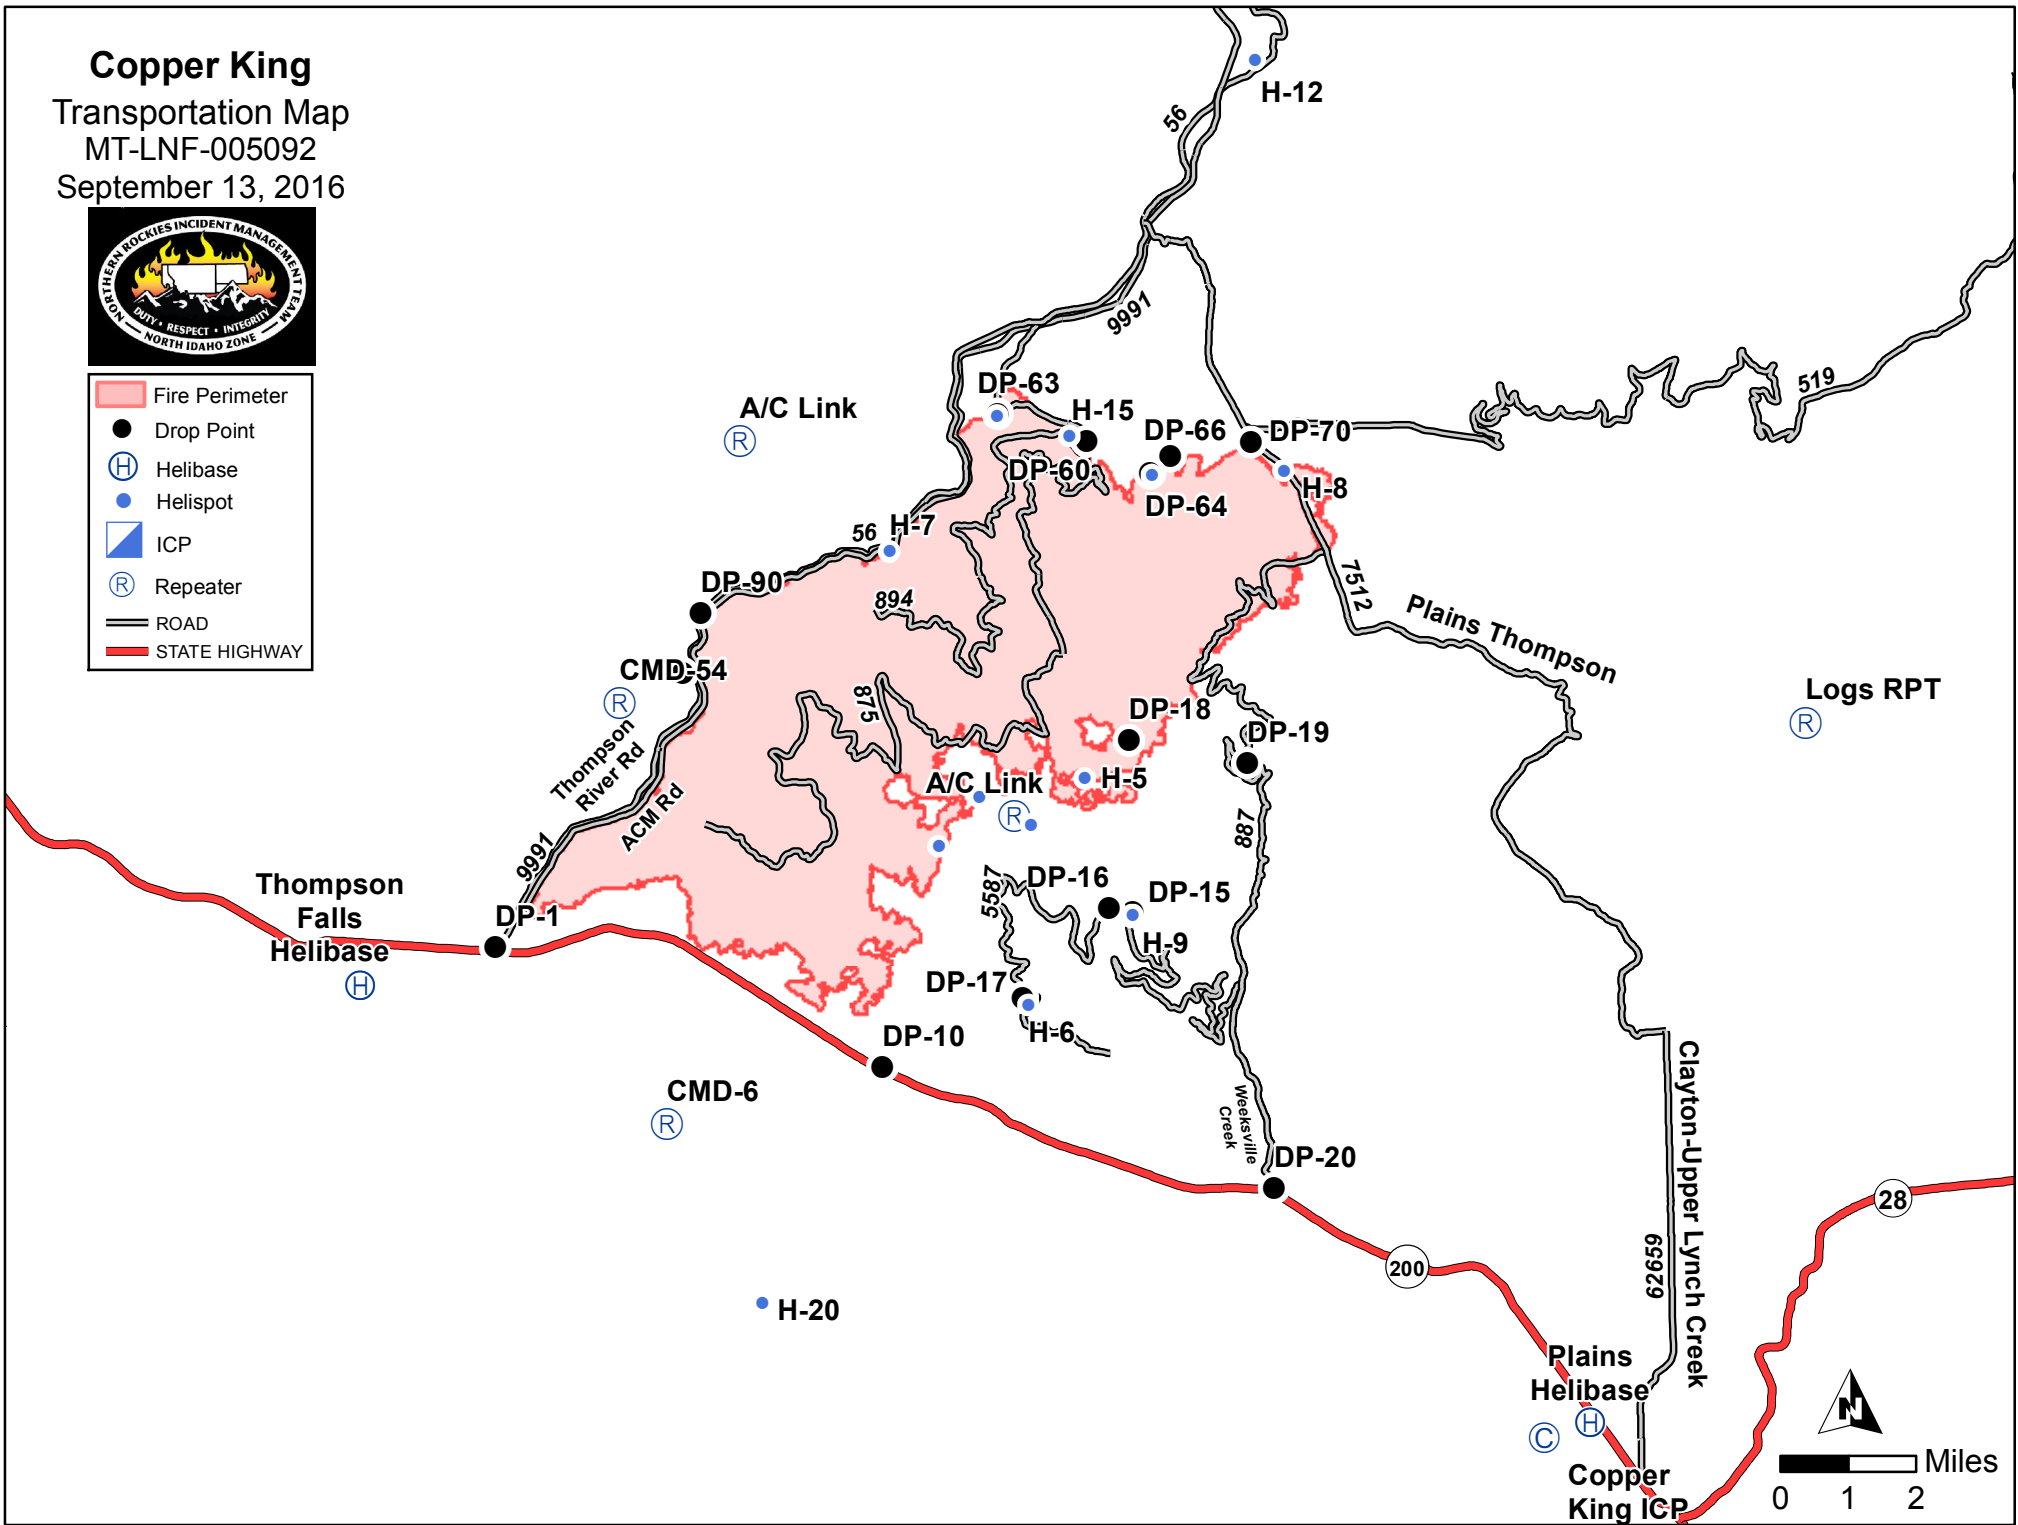 Copper King
Transportation Map
MT-LNF-005092
September 13, 2016
NORTHERN ROCKIES INCIDENT MANAGEMENT TEAM
DUTY • RESPECT • INTEGRITY
NORTH IDAHO ZONE
Fire Perimeter
Drop Point
H Helibase
Helispot
ICP
R Repeater
ROAD
STATE HIGHWAY
H-12
56
9991
519
DP-63
A/C Link
R
H-15
DP-66
DP-70
DP-60
H-8
DP-64
56
H-7
7512
DP-90
894
Plains Thompson
CMD-54
R
875
DP-18
Logs RPT
R
DP-19
Thompson
River Rd
A/C Link
R
H-5
ACM Rd
887
9991
Thompson
Falls
Helibase
H
DP-1
5587
DP-16
DP-15
H-9
DP-17
H-6
DP-10
CMD-6
R
Weeksville
Creek
DP-20
Clayton-Upper Lynch Creek
62659
28
200
H-20
Plains
Helibase
H
C
Copper
King ICP
N
Miles
0 1 2